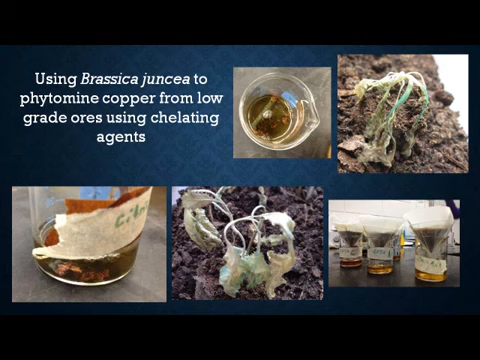 Using Brassica juncea to
phytomine copper from low
grade ores using chelating
agents